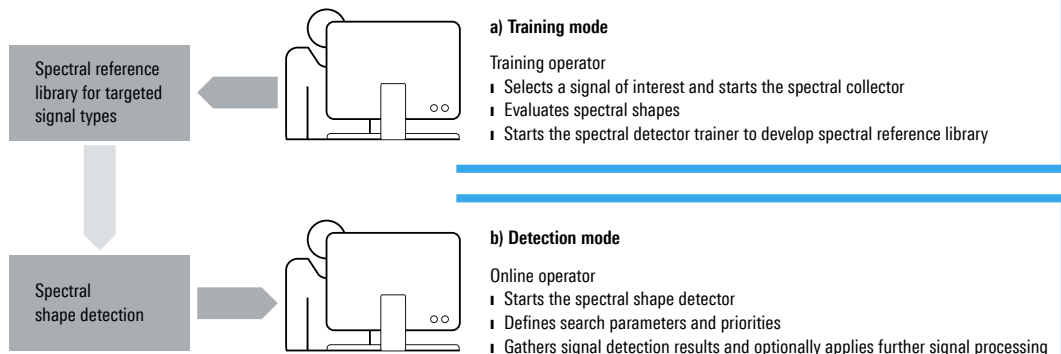 Spectral reference
library for targeted
signal types
a) Training mode
Training operator
Selects a signal of interest and starts the spectral collector
Evaluates spectral shapes
Starts the spectral detector trainer to develop spectral reference library
Spectral
shape detection
b) Detection mode
Online operator
Starts the spectral shape detector
Defines search parameters and priorities
Gathers signal detection results and optionally applies further signal processing